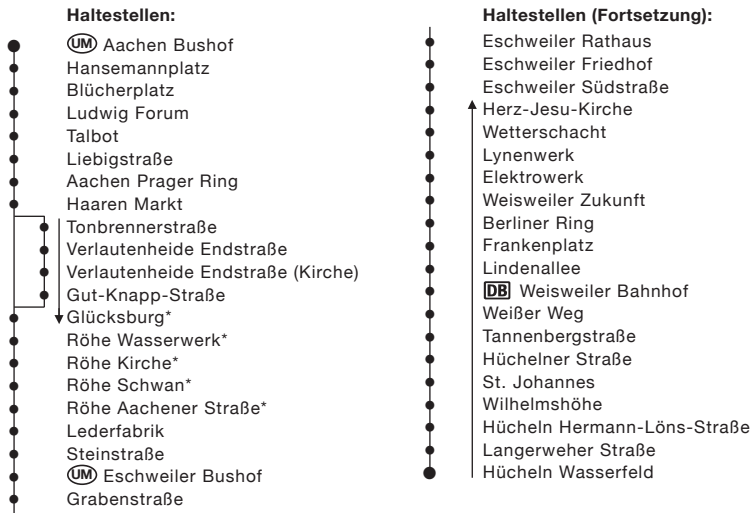 Haltestellen:
UM Aachen Bushof
Hansemannplatz
Blücherplatz
Ludwig Forum
Talbot
Liebigstraße
Aachen Prager Ring
Haaren Markt
Tonbrennerstraße
Verlautenheide Endstraße
Verlautenheide Endstraße (Kirche)
Gut-Knapp-Straße
Glücksburg*
Röhe Wasserwerk*
Röhe Kirche*
Röhe Schwan*
Röhe Aachener Straße*
Lederfabrik
Steinstraße
UM Eschweiler Bushof
Grabenstraße
Haltestellen (Fortsetzung):
Eschweiler Rathaus
Eschweiler Friedhof
Eschweiler Südstraße
Herz-Jesu-Kirche
Wetterschacht
Lynenwerk
Elektrowerk
Weisweiler Zukunft
Berliner Ring
Frankenplatz
Lindenallee
DB Weisweiler Bahnhof
Weißer Weg
Tannenbergstraße
Hüchelner Straße
St. Johannes
Wilhelmshöhe
Hücheln Hermann-Löns-Straße
Langerweher Straße
Hücheln Wasserfeld